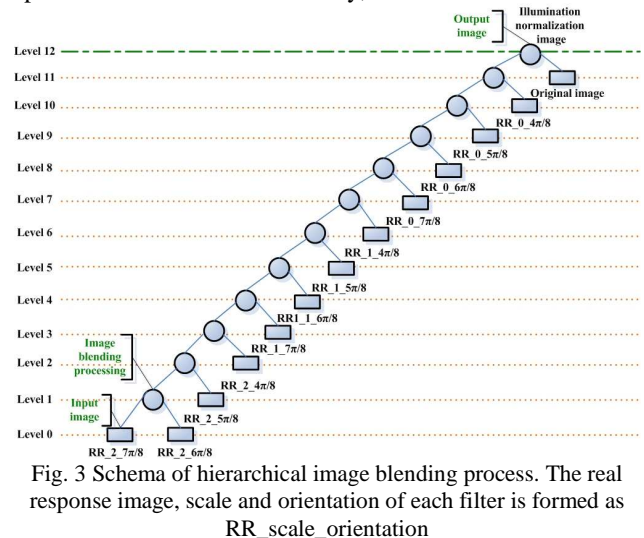 Output
image
Illumination
normalization
image
Level 12
Level 11
Original image
Level 10
RR_0_4π/8
Level 9
RR_0_5π/8
Level 8
RR_0_6π/8
Level 7
RR_0_7π/8
Level 6
RR_1_4π/8
Level 5
RR_1_5π/8
Level 4
RR1_1_6π/8
Level 3
RR_1_7π/8
Image
blending
processing
Level 2
RR_2_4π/8
Level 1
Input
image
RR_2_5π/8
Level 0
RR_2_7π/8 RR_2_6π/8
Fig. 3 Schema of hierarchical image blending process. The real
response image, scale and orientation of each filter is formed as
RR_scale_orientation